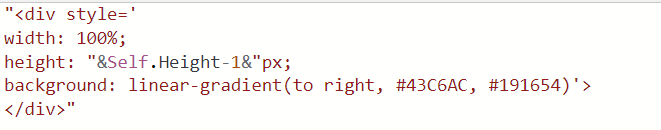 "<div style='
width: 100%;
height: "&Self.Height-1&"px;
background: linear-gradient(to right, #43C6AC, #191654)'>
</div>"